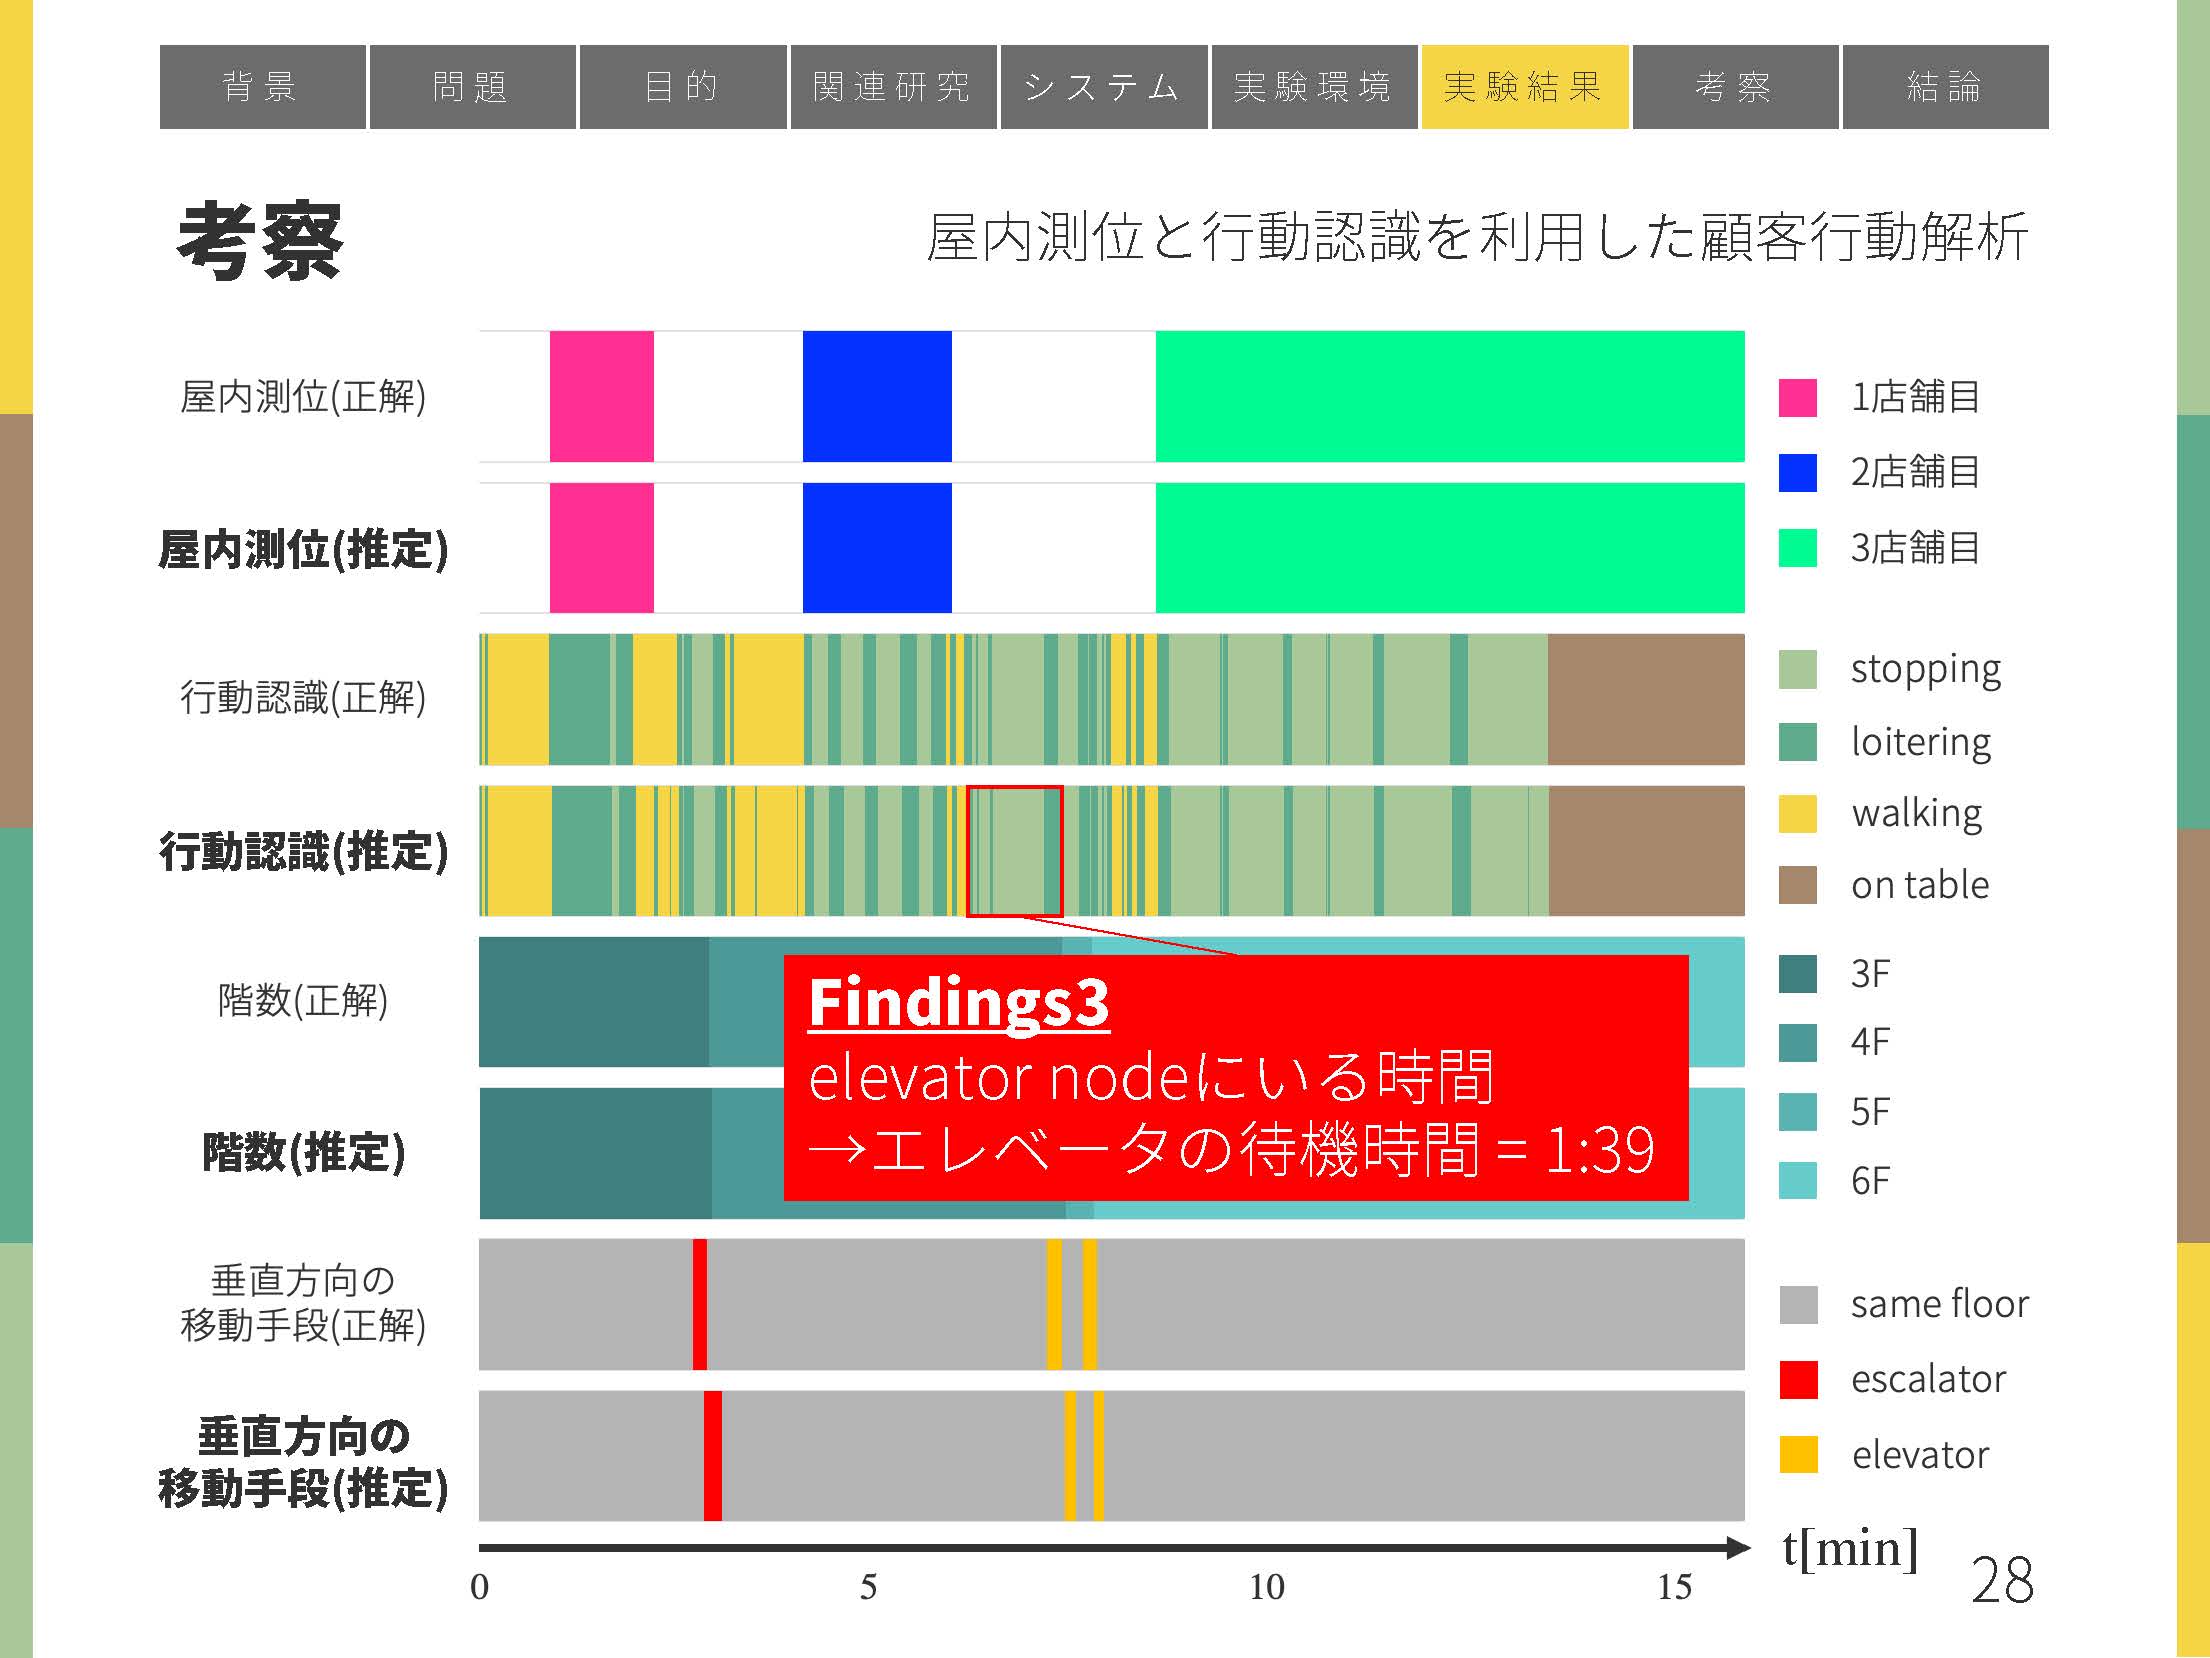 背景 問題 目的 関連研究 システム 実験環境 実験結果 考察 結論
考察
屋内測位と行動認識を利用した顧客行動解析
屋内測位(正解)
屋内測位(推定)
行動認識(正解)
行動認識(推定)
階数(正解)
階数(推定)
垂直方向の
移動手段(正解)
垂直方向の
移動手段(推定)
1店舗目
2店舗目
3店舗目
stopping
loitering
walking
on table
3F
4F
5F
6F
same floor
escalator
elevator
Findings3
elevator nodeにいる時間
→エレベータの待機時間 = 1:39
0 5 10 15
t[min]
28